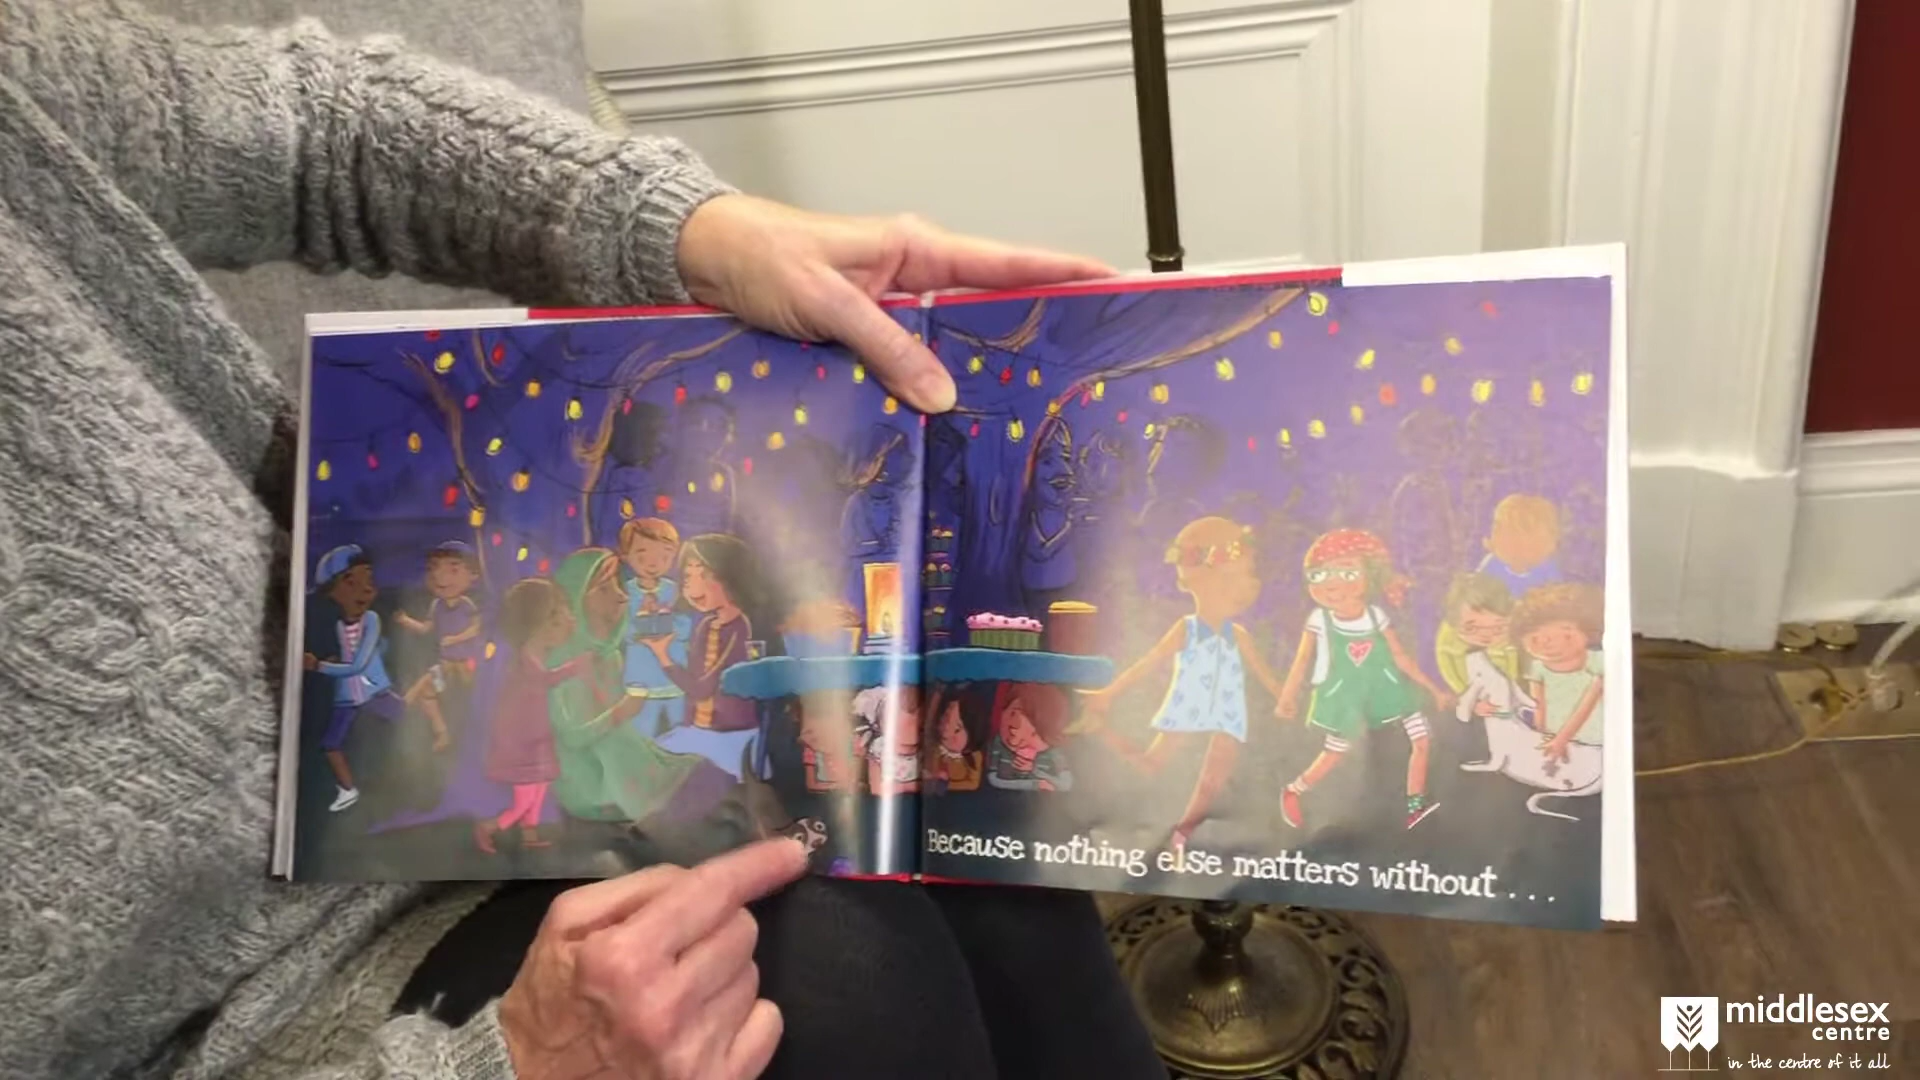 Because nothing else matters without . . .
middlesex
centre
in the centre of it all